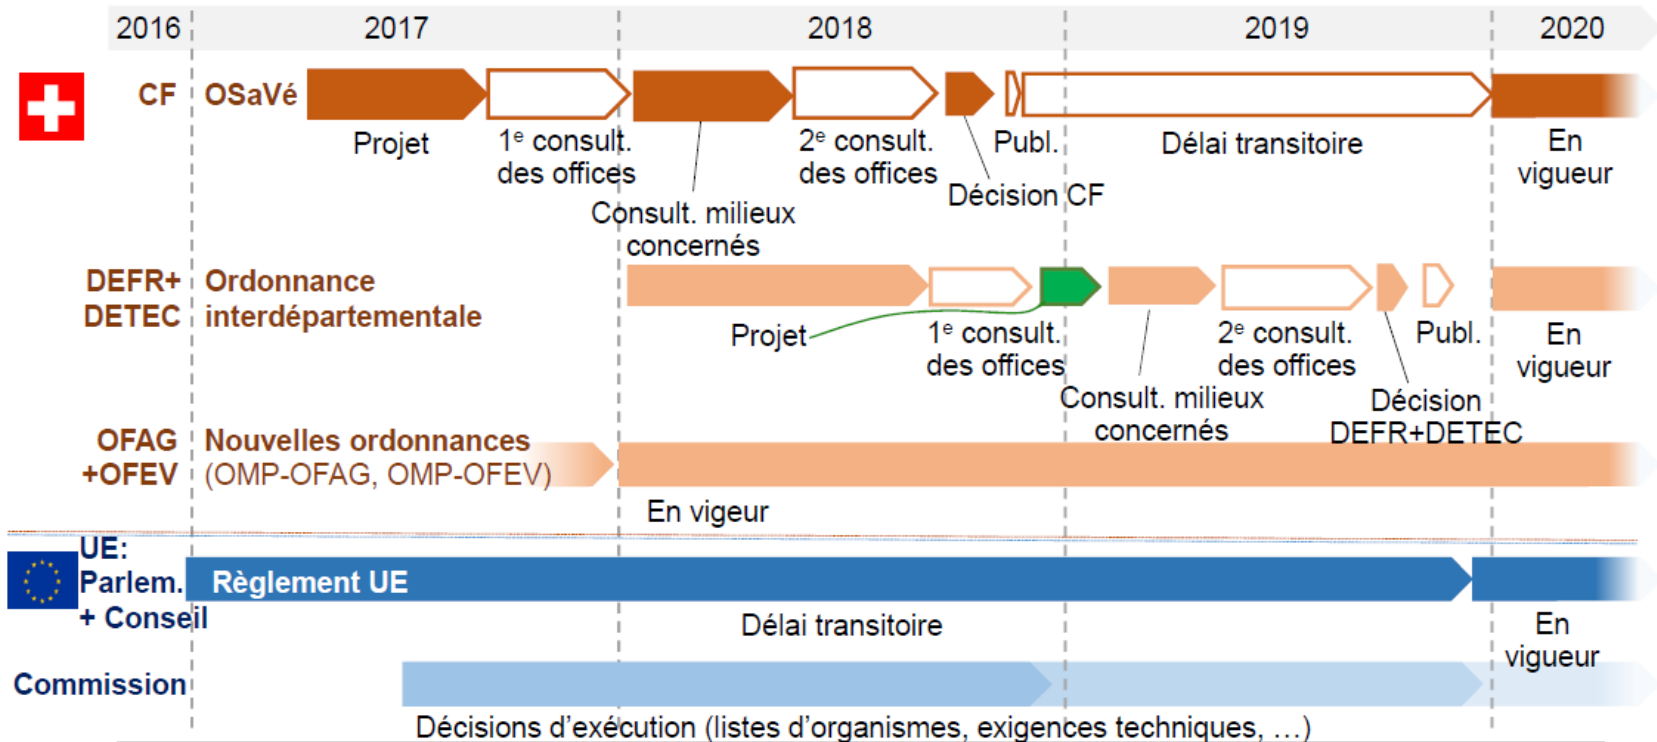 2016
2017
2018
2019
2020
CF
OSaVé
Projet
1e consult.
des offices
Consult. milieux
concernés
2e consult.
des offices
Décision CF
Publ.
Délai transitoire
En
vigueur
DEFR+
DETEC
Ordonnance
interdépartementale
Projet
1e consult.
des offices
Consult. milieux
concernés
2e consult.
des offices
Décision
DEFR+DETEC
Publ.
En
vigueur
OFAG
+OFEV
Nouvelles ordonnances
(OMP-OFAG, OMP-OFEV)
En vigeur
UE:
Parlem.
+ Conseil
Règlement UE
Délai transitoire
En
vigueur
Commission
Décisions d’exécution (listes d’organismes, exigences techniques, …)